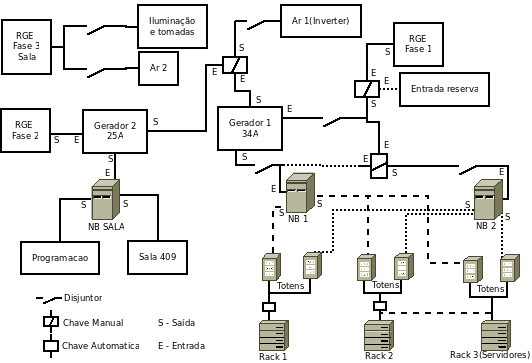 RGE
Fase 3
Sala
Iluminação
e tomadas
Ar 1(Inverter)
RGE
Fase 1
Ar 2
S
E
E
S
E
E
S
Entrada reserva
RGE
Fase 2
S
E
Gerador 2
25A
S
S
E
Gerador 1
34A
E
S
S
E
E
S
E
S
S
NB SALA
E
S
S
NB 1
E
S
S
NB 2
Programacao
Sala 409
Totens
Totens
Totens
Disjuntor
Chave Manual
S - Saída
Chave Automatica
E - Entrada
Rack 1
Rack 2
Rack 3(Servidores)